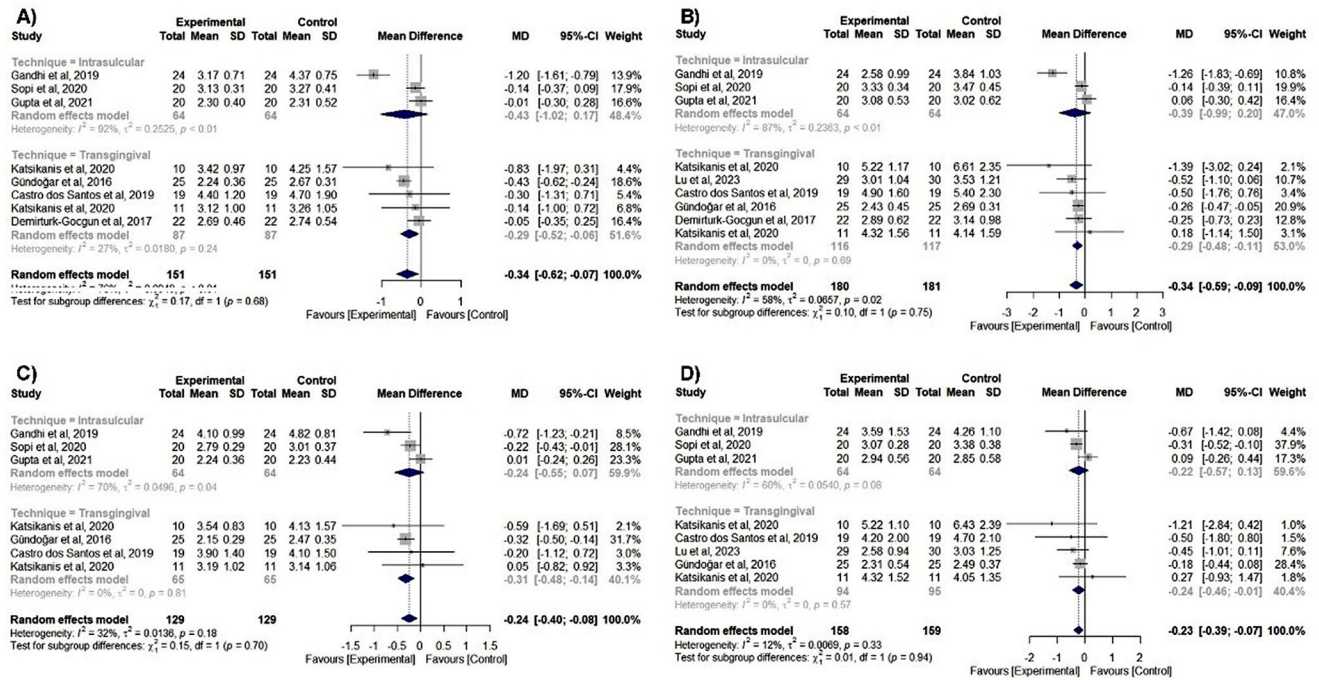 A)
Experimental Control
Study Total Mean SD Total Mean SD Mean Difference MD 95%-CI Weight
Technique = Intrasulcular
Gandhi et al, 2019 24 3.17 0.71 24 4.37 0.75 -1.20 [-1.61; -0.79] 13.9%
Sopi et al, 2020 20 3.13 0.31 20 3.27 0.41 -0.14 [-0.37; 0.09] 17.9%
Gupta et al, 2021 20 2.30 0.40 20 2.31 0.52 -0.01 [-0.30; 0.28] 16.6%
Random effects model 64 64 -0.43 [-1.02; 0.17] 48.4%
Heterogeneity: I² = 92%, τ² = 0.2525, p < 0.01
Technique = Transgingival
Katsikanis et al, 2020 10 3.42 0.97 10 4.25 1.57 -0.83 [-1.97; 0.31] 4.4%
Gündoğar et al, 2016 25 2.24 0.36 25 2.67 0.31 -0.43 [-0.62; -0.24] 18.6%
Castro dos Santos et al, 2019 19 4.40 1.20 19 4.70 1.90 -0.30 [-1.31; 0.71] 5.2%
Katsikanis et al, 2020 11 3.12 1.00 11 3.26 1.05 -0.14 [-1.00; 0.72] 6.8%
Demirturk-Gocgun et al, 2017 22 2.69 0.46 22 2.74 0.54 -0.05 [-0.35; 0.25] 16.5%
Random effects model 87 87 -0.29 [-0.52; -0.06] 51.6%
Heterogeneity: I² = 27%, τ² = 0.0180, p = 0.24
Random effects model 151 151 -0.34 [-0.62; -0.07] 100.0%
Test for subgroup differences: χ²₁ = 0.17, df = 1 (p = 0.68)
-1 0 1
Favours [Experimental] Favours [Control]
B)
Experimental Control
Study Total Mean SD Total Mean SD Mean Difference MD 95%-CI Weight
Technique = Intrasulcular
Gandhi et al, 2019 24 2.58 0.99 24 3.84 1.03 -1.26 [-1.83; -0.69] 10.8%
Sopi et al, 2020 20 3.33 0.34 20 3.47 0.45 -0.14 [-0.39; 0.11] 19.9%
Gupta et al, 2021 20 3.08 0.53 20 3.02 0.62 0.06 [-0.30; 0.42] 16.4%
Random effects model 64 64 -0.39 [-0.99; 0.20] 47.0%
Heterogeneity: I² = 87%, τ² = 0.2363, p < 0.01
Technique = Transgingival
Katsikanis et al, 2020 10 5.22 1.17 10 6.61 2.35 -1.39 [-3.02; 0.24] 2.1%
Lu et al, 2023 29 3.01 1.04 30 3.53 1.21 -0.52 [-1.10; 0.06] 10.7%
Castro dos Santos et al, 2019 19 4.90 1.60 19 5.40 2.30 -0.50 [-1.76; 0.76] 3.4%
Gündoğar et al, 2016 25 2.43 0.45 25 2.69 0.31 -0.26 [-0.47; -0.05] 20.9%
Demirturk-Gocgun et al, 2017 22 2.89 0.62 22 3.14 0.98 -0.25 [-0.73; 0.23] 12.8%
Katsikanis et al, 2020 11 4.32 1.56 11 4.14 1.59 0.18 [-1.14; 1.50] 3.1%
Random effects model 116 117 -0.29 [-0.48; -0.11] 53.0%
Heterogeneity: I² = 0%, τ² = 0, p = 0.69
Random effects model 180 181 -0.34 [-0.59; -0.09] 100.0%
Heterogeneity: I² = 58%, τ² = 0.0657, p = 0.02
Test for subgroup differences: χ²₁ = 0.10, df = 1 (p = 0.75)
-3 -2 -1 0 1 2 3
Favours [Experimental] Favours [Control]
C)
Experimental Control
Study Total Mean SD Total Mean SD Mean Difference MD 95%-CI Weight
Technique = Intrasulcular
Gandhi et al, 2019 24 4.10 0.99 24 4.82 0.81 -0.72 [-1.23; -0.21] 8.5%
Sopi et al, 2020 20 2.79 0.29 20 3.01 0.37 -0.22 [-0.43; -0.01] 28.1%
Gupta et al, 2021 20 2.24 0.36 20 2.23 0.44 0.01 [-0.24; 0.26] 23.3%
Random effects model 64 64 -0.24 [-0.55; 0.07] 59.9%
Heterogeneity: I² = 70%, τ² = 0.0496, p = 0.04
Technique = Transgingival
Katsikanis et al, 2020 10 3.54 0.83 10 4.13 1.57 -0.59 [-1.69; 0.51] 2.1%
Gündoğar et al, 2016 25 2.15 0.29 25 2.47 0.35 -0.32 [-0.50; -0.14] 31.7%
Castro dos Santos et al, 2019 19 3.90 1.40 19 4.10 1.50 -0.20 [-1.12; 0.72] 3.0%
Katsikanis et al, 2020 11 3.19 1.02 11 3.14 1.06 0.05 [-0.82; 0.92] 3.3%
Random effects model 65 65 -0.31 [-0.48; -0.14] 40.1%
Heterogeneity: I² = 0%, τ² = 0, p = 0.81
Random effects model 129 129 -0.24 [-0.40; -0.08] 100.0%
Heterogeneity: I² = 32%, τ² = 0.0136, p = 0.18
Test for subgroup differences: χ²₁ = 0.15, df = 1 (p = 0.70)
-1.5 -1 -0.5 0 0.5 1 1.5
Favours [Experimental] Favours [Control]
D)
Experimental Control
Study Total Mean SD Total Mean SD Mean Difference MD 95%-CI Weight
Technique = Intrasulcular
Gandhi et al, 2019 24 3.59 1.53 24 4.26 1.10 -0.67 [-1.42; 0.08] 4.4%
Sopi et al, 2020 20 3.07 0.28 20 3.38 0.38 -0.31 [-0.52; -0.10] 37.9%
Gupta et al, 2021 20 2.94 0.56 20 2.85 0.58 0.09 [-0.26; 0.44] 17.3%
Random effects model 64 64 -0.22 [-0.57; 0.13] 59.6%
Heterogeneity: I² = 60%, τ² = 0.0540, p = 0.08
Technique = Transgingival
Katsikanis et al, 2020 10 5.22 1.10 10 6.43 2.39 -1.21 [-2.84; 0.42] 1.0%
Castro dos Santos et al, 2019 19 4.20 2.00 19 4.70 2.10 -0.50 [-1.80; 0.80] 1.5%
Lu et al, 2023 29 2.58 0.94 30 3.03 1.25 -0.45 [-1.01; 0.11] 7.6%
Gündoğar et al, 2016 25 2.31 0.54 25 2.49 0.37 -0.18 [-0.44; 0.08] 28.4%
Katsikanis et al, 2020 11 4.32 1.52 11 4.05 1.35 0.27 [-0.93; 1.47] 1.8%
Random effects model 94 95 -0.24 [-0.46; -0.01] 40.4%
Heterogeneity: I² = 0%, τ² = 0, p = 0.57
Random effects model 158 159 -0.23 [-0.39; -0.07] 100.0%
Heterogeneity: I² = 12%, τ² = 0.0069, p = 0.33
Test for subgroup differences: χ²₁ = 0.01, df = 1 (p = 0.94)
-2 -1 0 1 2
Favours [Experimental] Favours [Control]